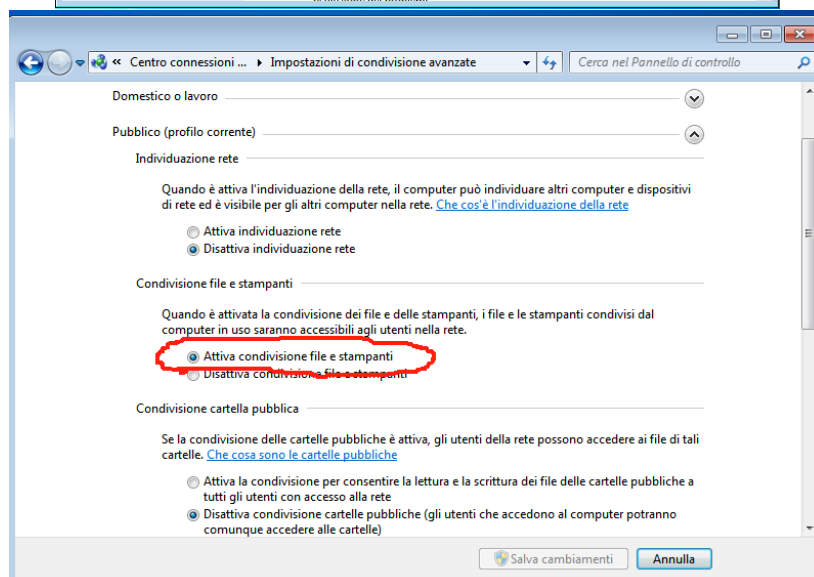 Centro connessioni ... Impostazioni di condivisione avanzate Cerca nel Pannello di controllo
Domestico o lavoro
Pubblico (profilo corrente)
Individuazione rete
Quando è attiva l'individuazione della rete, il computer può individuare altri computer e dispositivi
di rete ed è visibile per gli altri computer nella rete. Che cos'è l'individuazione della rete
Attiva individuazione rete
Disattiva individuazione rete
Condivisione file e stampanti
Quando è attivata la condivisione dei file e delle stampanti, i file e le stampanti condivisi dal
computer in uso saranno accessibili agli utenti nella rete.
Attiva condivisione file e stampanti
Disattiva condivisione file e stampanti
Condivisione cartella pubblica
Se la condivisione delle cartelle pubbliche è attiva, gli utenti della rete possono accedere ai file di tali
cartelle. Che cosa sono le cartelle pubbliche
Attiva la condivisione per consentire la lettura e la scrittura dei file delle cartelle pubbliche a
tutti gli utenti con accesso alla rete
Disattiva condivisione cartelle pubbliche (gli utenti che accedono al computer potranno
comunque accedere alle cartelle)
Salva cambiamenti Annulla